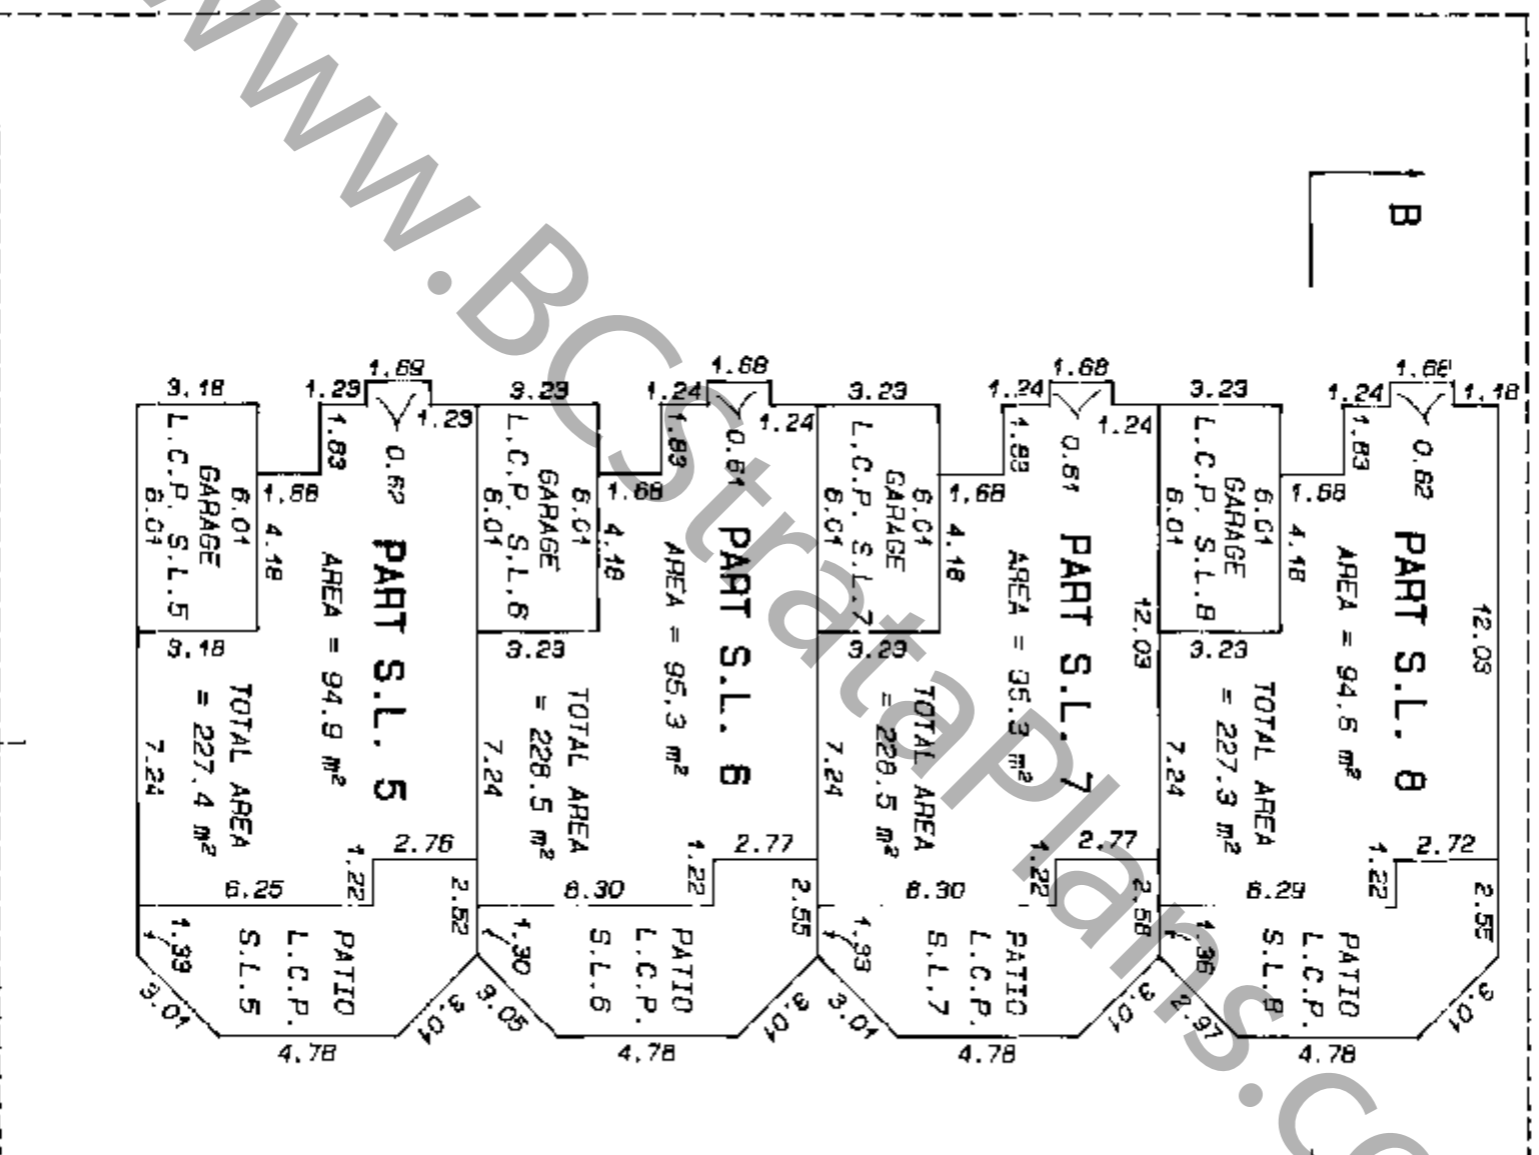 www.BCStrataPlans.co
B
3.18
1.29
1.69
1.29
1.83
1.68
0.62
GARAGE
L.C.P. S.L.5
6.01
6.01
4.18
3.18
PART S.L. 5
AREA = 94.9 m²
TOTAL AREA
= 227.4 m²
7.24
2.76
1.22
6.25
2.52
1.33
PATIO
L.C.P.
S.L.5
3.01
4.78
3.01
3.23
1.24
1.68
1.24
1.83
1.68
0.61
GARAGE
L.C.P. S.L.6
6.01
6.01
4.18
3.23
PART S.L. 6
AREA = 95.3 m²
TOTAL AREA
= 228.5 m²
7.24
2.77
1.22
6.30
2.55
1.30
PATIO
L.C.P.
S.L.6
3.05
4.78
3.01
3.23
1.24
1.68
1.24
1.83
1.68
0.61
GARAGE
L.C.P. S.L.7
6.01
6.01
4.18
3.23
12.03
PART S.L. 7
AREA = 95.3 m²
TOTAL AREA
= 228.5 m²
7.24
2.77
1.22
6.30
2.58
1.33
PATIO
L.C.P.
S.L.7
3.01
4.78
3.01
3.23
1.24
1.68
1.18
1.83
1.68
0.62
GARAGE
L.C.P. S.L.8
6.01
6.01
4.18
3.23
12.03
PART S.L. 8
AREA = 94.6 m²
TOTAL AREA
= 227.3 m²
7.24
2.72
1.22
6.29
2.55
1.36
PATIO
L.C.P.
S.L.8
2.97
4.78
3.01